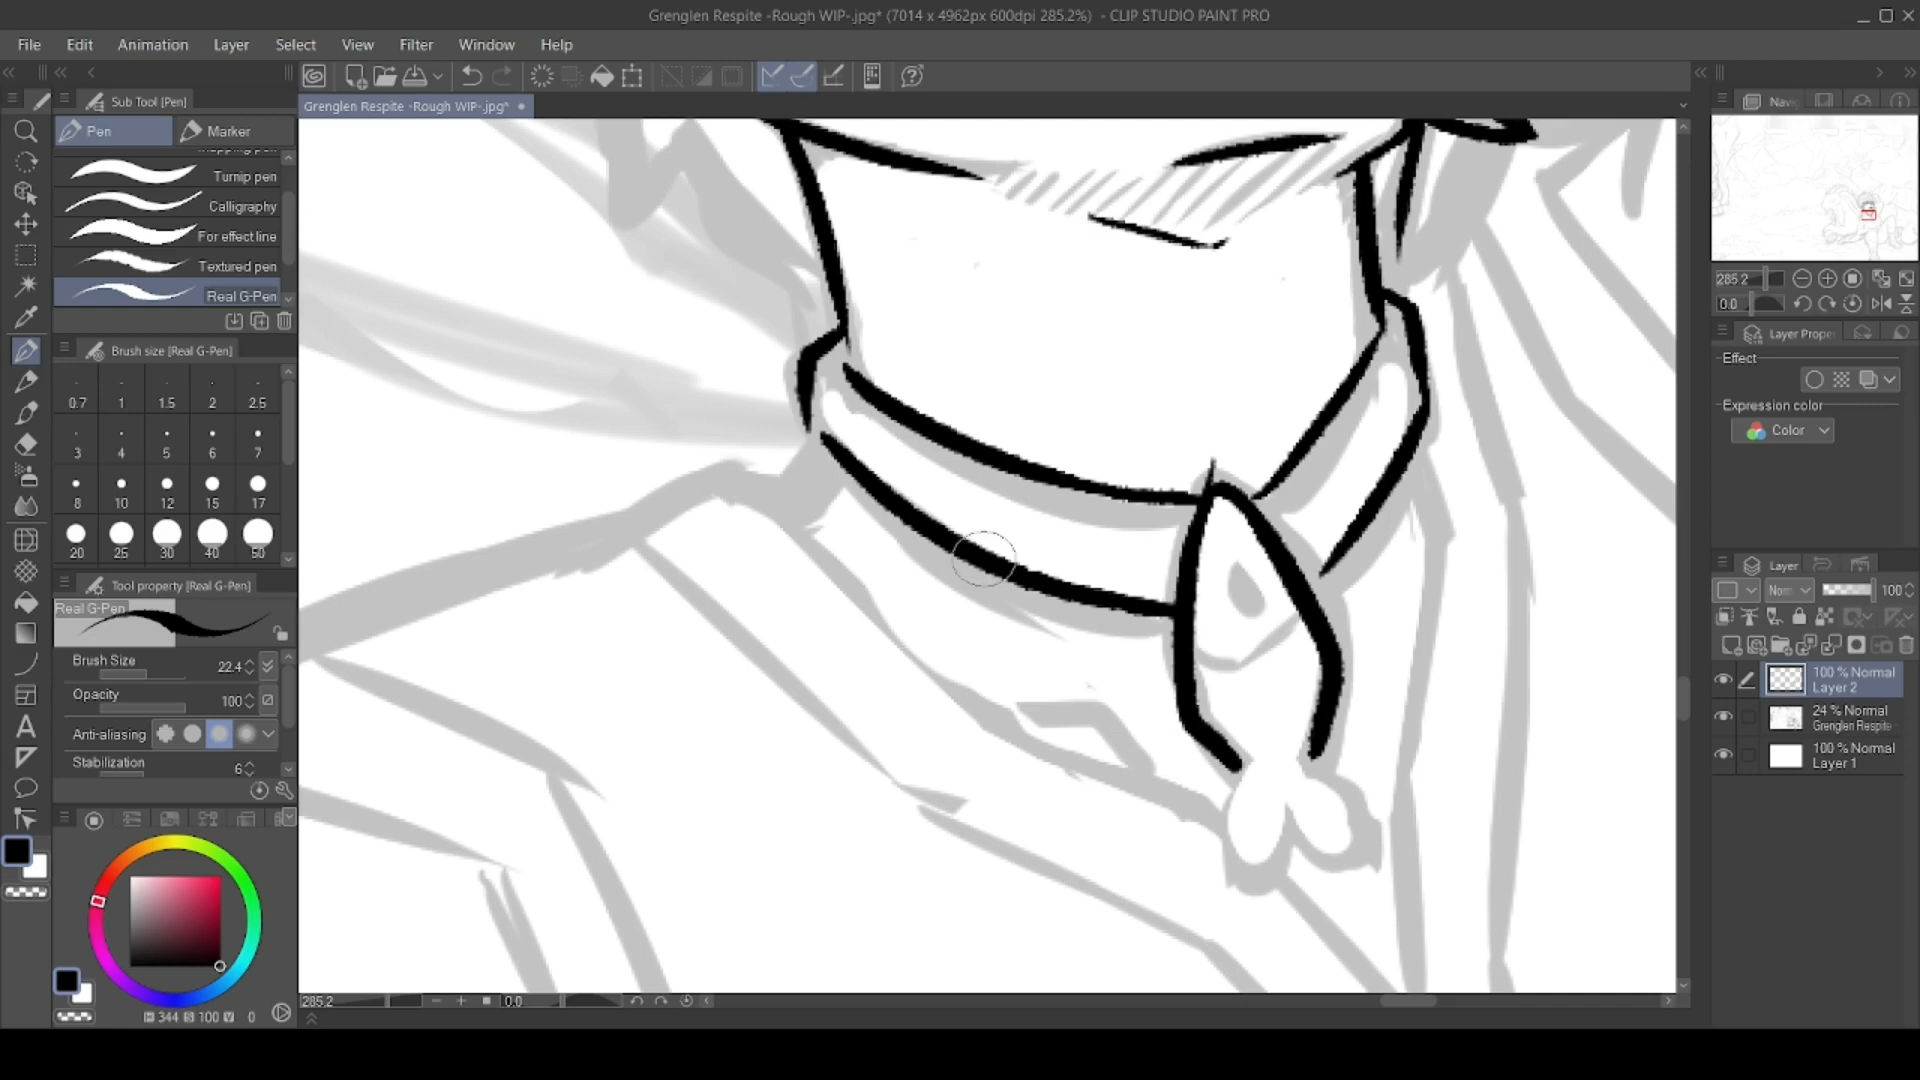 Grenglen Respite -Rough WIP-.jpg* (7014 x 4962px 600dpi 285.2%) - CLIP STUDIO PAINT PRO
File Edit Animation Layer Select View Filter Window Help
Sub Tool [Pen]
Grenglen Respite -Rough WIP-.jpg*
Pen Marker
Turnip pen
Calligraphy
For effect line
Textured pen
Real G-Pen
Brush size [Real G-Pen]
0.7 1 1.5 2 2.5
3 4 5 6 7
8 10 12 15 17
20 25 30 40 50
Tool property [Real G-Pen]
Real G-Pen
Brush Size 22.4
Opacity 100
Anti-aliasing
Stabilization 6
344 S 100 V 0
285.2 0.0
285.2
0.0
Layer Prope
Effect
Expression color
Color
Layer
Norm 100
100 % Normal
Layer 2
24 % Normal
Grenglen Respite
100 % Normal
Layer 1